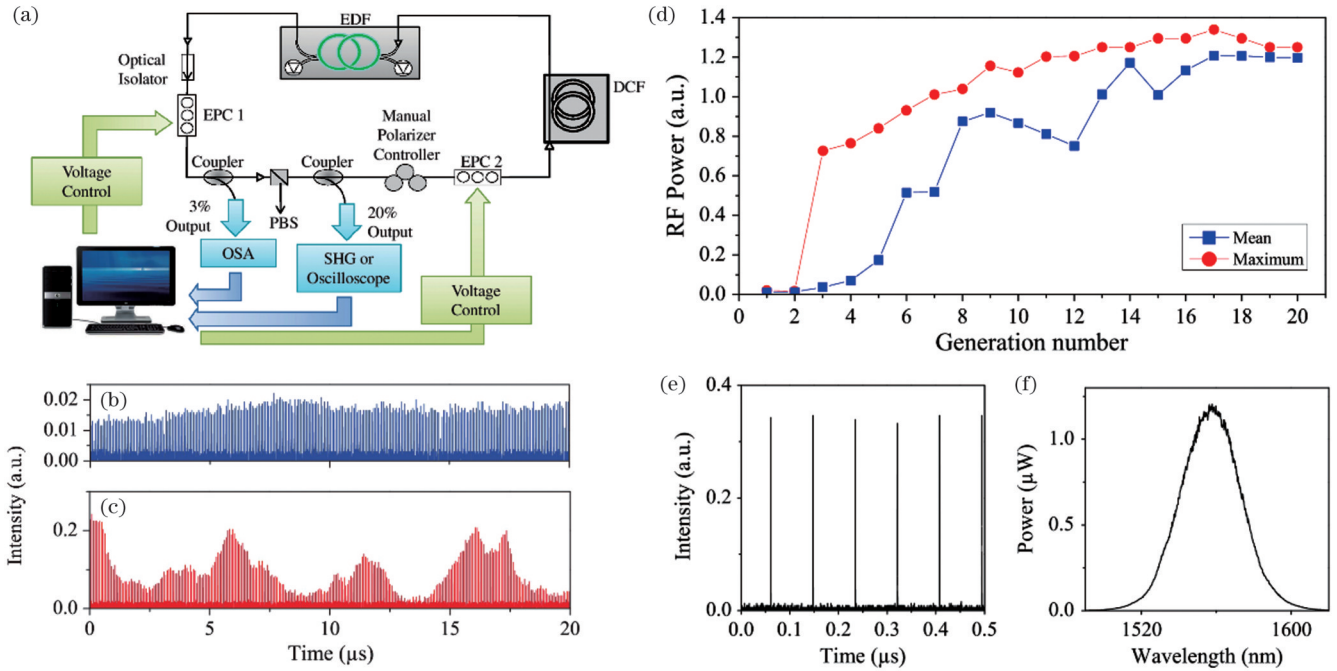 (a)
EDF
Optical
Isolator
EPC 1
DCF
Voltage
Control
Coupler
Coupler
Manual
Polarizer
Controller
EPC 2
3%
Output
PBS
20%
Output
OSA
SHG or
Oscilloscope
Voltage
Control
(b)
0.02
0.01
0.00
(c)
0.2
0.0
Intensity (a.u.)
0 5 10 15 20
Time (µs)
(d)
1.4
1.2
1.0
0.8
0.6
0.4
0.2
0.0
RF Power (a.u.)
Mean
Maximum
0 2 4 6 8 10 12 14 16 18 20
Generation number
(e)
0.4
0.2
0.0
Intensity (a.u.)
0.0 0.1 0.2 0.3 0.4 0.5
Time (µs)
(f)
1.0
0.0
Power (µW)
1520 1600
Wavelength (nm)